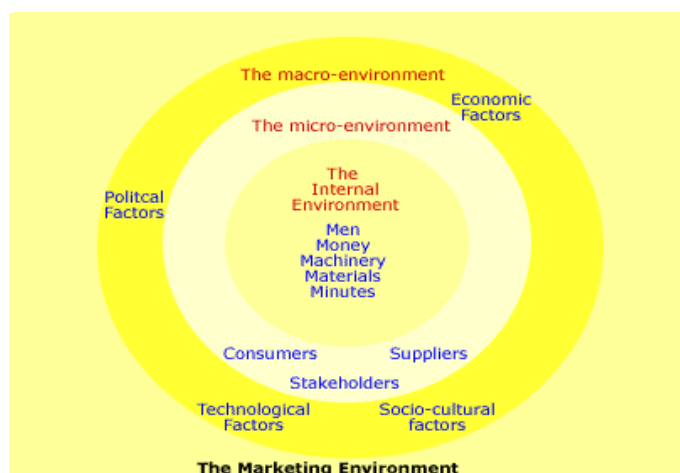 The macro-environment
Economic
Factors
The micro-environment
The
Internal
Environment
Politcal
Factors
Men
Money
Machinery
Materials
Minutes
Consumers
Suppliers
Stakeholders
Technological
Factors
Socio-cultural
factors
The Marketing Environment